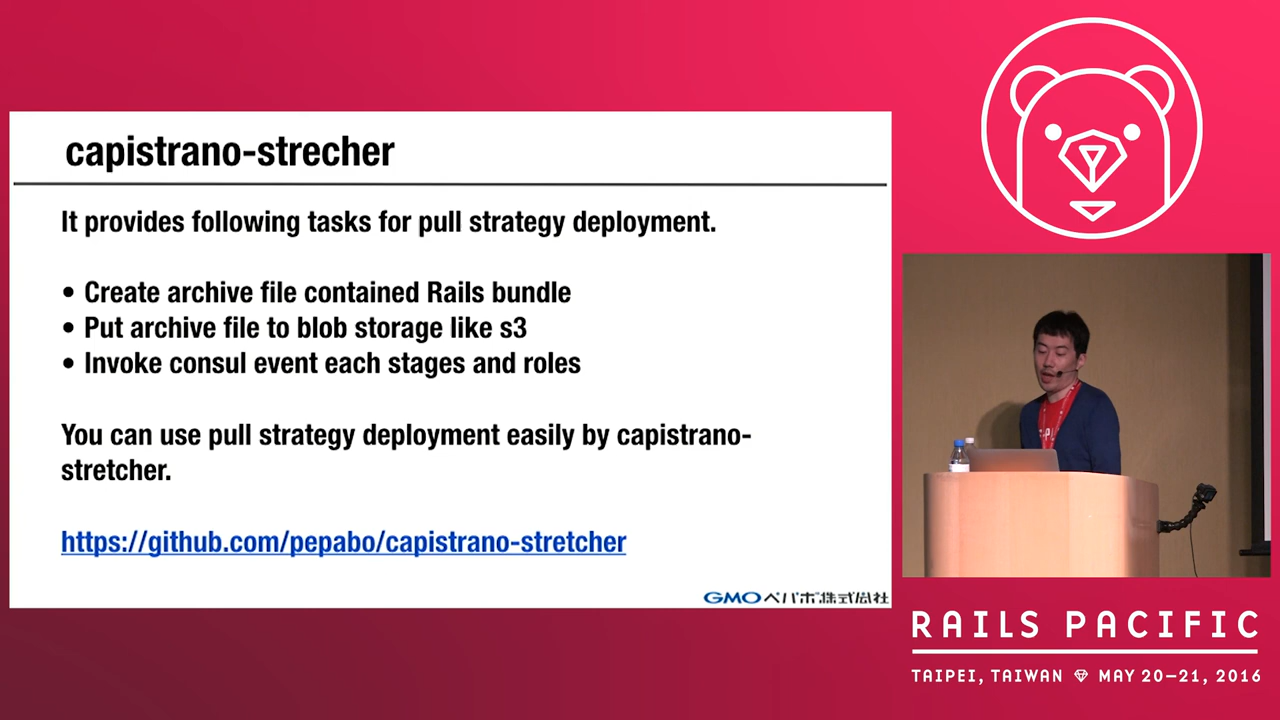 capistrano-strecher
It provides following tasks for pull strategy deployment.
• Create archive file contained Rails bundle
• Put archive file to blob storage like s3
• Invoke consul event each stages and roles
You can use pull strategy deployment easily by capistrano-
stretcher.
https://github.com/pepabo/capistrano-stretcher
GMOペパボ株式会社
RAILS PACIFIC
TAIPEI, TAIWAN MAY 20–21, 2016